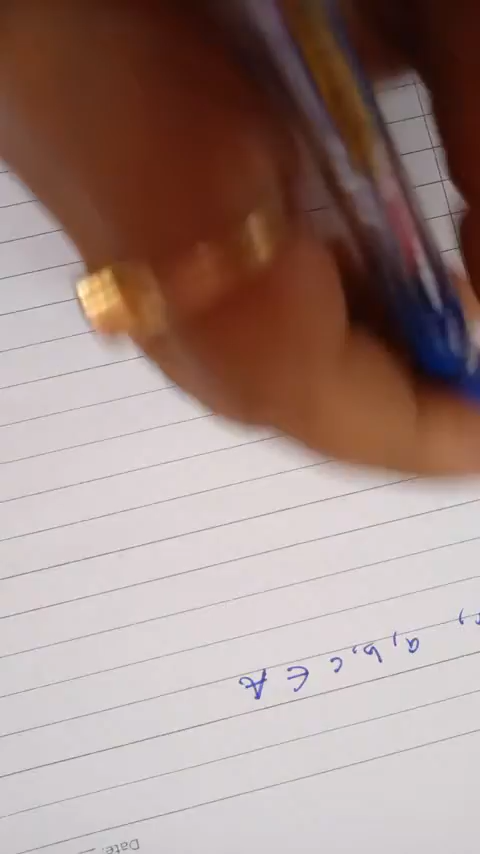 Date:
, a, b, c ∈ A